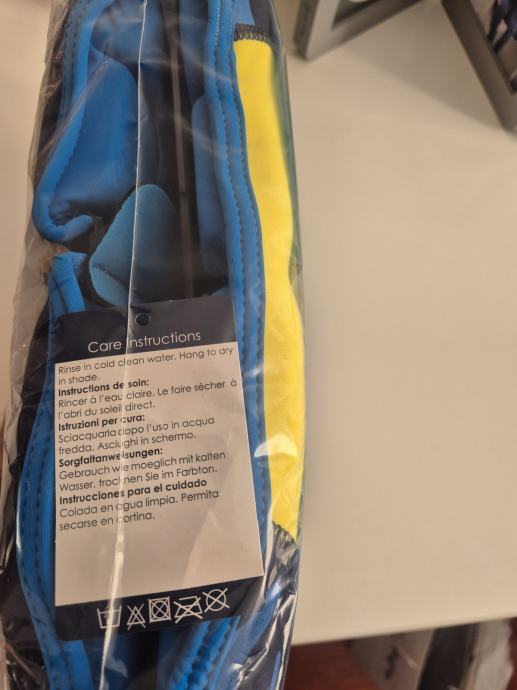 Care Instructions
Rinse in cold clean water. Hang to dry
in shade.
Instructions de soin:
Rincer à l'eau claire. Le faire sécher à
l'abri du soleil direct.
Istruzioni per cura:
Sciacquarla dopo l'uso in acqua
fredda. Asciughi in schermo.
Sorgfaltanweisungen:
Gebrauch wie moeglich mit kalten
Wasser, trocknen Sie im Farbton.
Instrucciones para el cuidado
Colada en agua limpia. Permita
secarse en cortina.